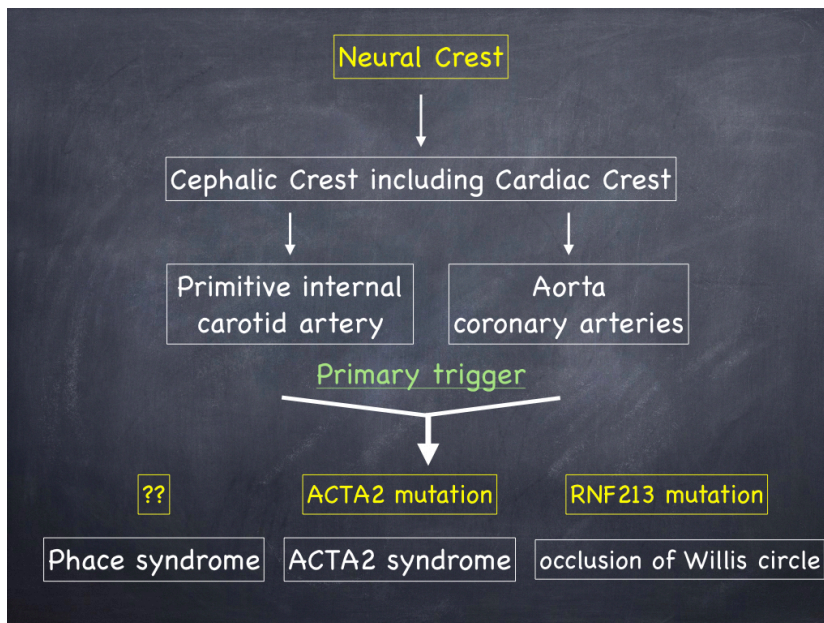 Neural Crest
Cephalic Crest including Cardiac Crest
Primitive internal
carotid artery
Aorta
coronary arteries
Primary trigger
??
ACTA2 mutation
RNF213 mutation
Phace syndrome
ACTA2 syndrome
occlusion of Willis circle